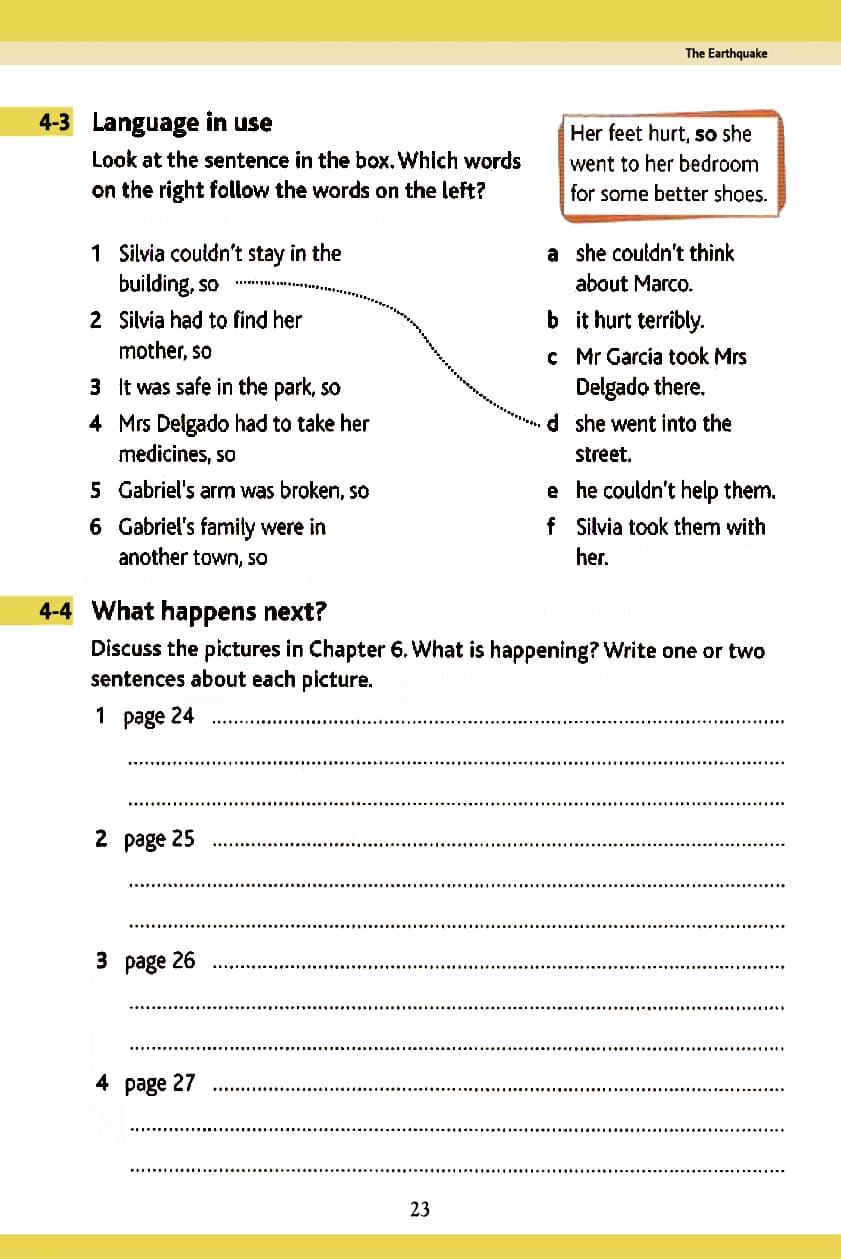 The Earthquake
4-3 Language in use
Look at the sentence in the box. Which words
on the right follow the words on the left?
Her feet hurt, so she
went to her bedroom
for some better shoes.
1 Silvia couldn't stay in the
building, so
2 Silvia had to find her
mother, so
3 It was safe in the park, so
4 Mrs Delgado had to take her
medicines, so
5 Gabriel's arm was broken, so
6 Gabriel's family were in
another town, so
a she couldn't think
about Marco.
b it hurt terribly.
c Mr Garcia took Mrs
Delgado there.
d she went into the
street.
e he couldn't help them.
f Silvia took them with
her.
4-4 What happens next?
Discuss the pictures in Chapter 6. What is happening? Write one or two
sentences about each picture.
1 page 24
2 page 25
3 page 26
4 page 27
23